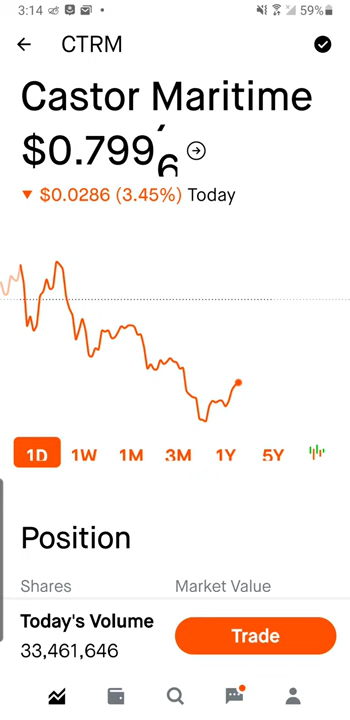 3:14 59%
CTRM
Castor Maritime
$0.799
$0.0286 (3.45%) Today
1D 1W 1M 3M 1Y 5Y
Position
Shares Market Value
Today's Volume
33,461,646
Trade